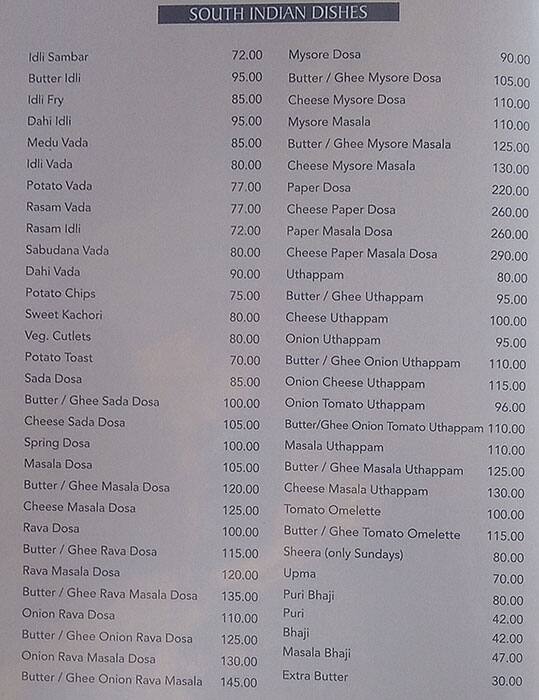 SOUTH INDIAN DISHES
Idli Sambar 72.00
Butter Idli 95.00
Idli Fry 85.00
Dahi Idli 95.00
Medu Vada 85.00
Idli Vada 80.00
Potato Vada 77.00
Rasam Vada 77.00
Rasam Idli 72.00
Sabudana Vada 80.00
Dahi Vada 90.00
Potato Chips 75.00
Sweet Kachori 80.00
Veg. Cutlets 80.00
Potato Toast 70.00
Sada Dosa 85.00
Butter / Ghee Sada Dosa 100.00
Cheese Sada Dosa 105.00
Spring Dosa 100.00
Masala Dosa 105.00
Butter / Ghee Masala Dosa 120.00
Cheese Masala Dosa 125.00
Rava Dosa 100.00
Butter / Ghee Rava Dosa 115.00
Rava Masala Dosa 120.00
Butter / Ghee Rava Masala Dosa 135.00
Onion Rava Dosa 110.00
Butter / Ghee Onion Rava Dosa 125.00
Onion Rava Masala Dosa 130.00
Butter / Ghee Onion Rava Masala 145.00
Mysore Dosa 90.00
Butter / Ghee Mysore Dosa 105.00
Cheese Mysore Dosa 110.00
Mysore Masala 110.00
Butter / Ghee Mysore Masala 125.00
Cheese Mysore Masala 130.00
Paper Dosa 220.00
Cheese Paper Dosa 260.00
Paper Masala Dosa 260.00
Cheese Paper Masala Dosa 290.00
Uthappam 80.00
Butter / Ghee Uthappam 95.00
Cheese Uthappam 100.00
Onion Uthappam 95.00
Butter / Ghee Onion Uthappam 110.00
Onion Cheese Uthappam 115.00
Onion Tomato Uthappam 96.00
Butter/Ghee Onion Tomato Uthappam 110.00
Masala Uthappam 110.00
Butter / Ghee Masala Uthappam 125.00
Cheese Masala Uthappam 130.00
Tomato Omelette 100.00
Butter / Ghee Tomato Omelette 115.00
Sheera (only Sundays) 80.00
Upma 70.00
Puri Bhaji 80.00
Puri 42.00
Bhaji 42.00
Masala Bhaji 47.00
Extra Butter 30.00